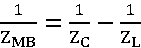 1/Z_MB = 1/Z_C − 1/Z_L